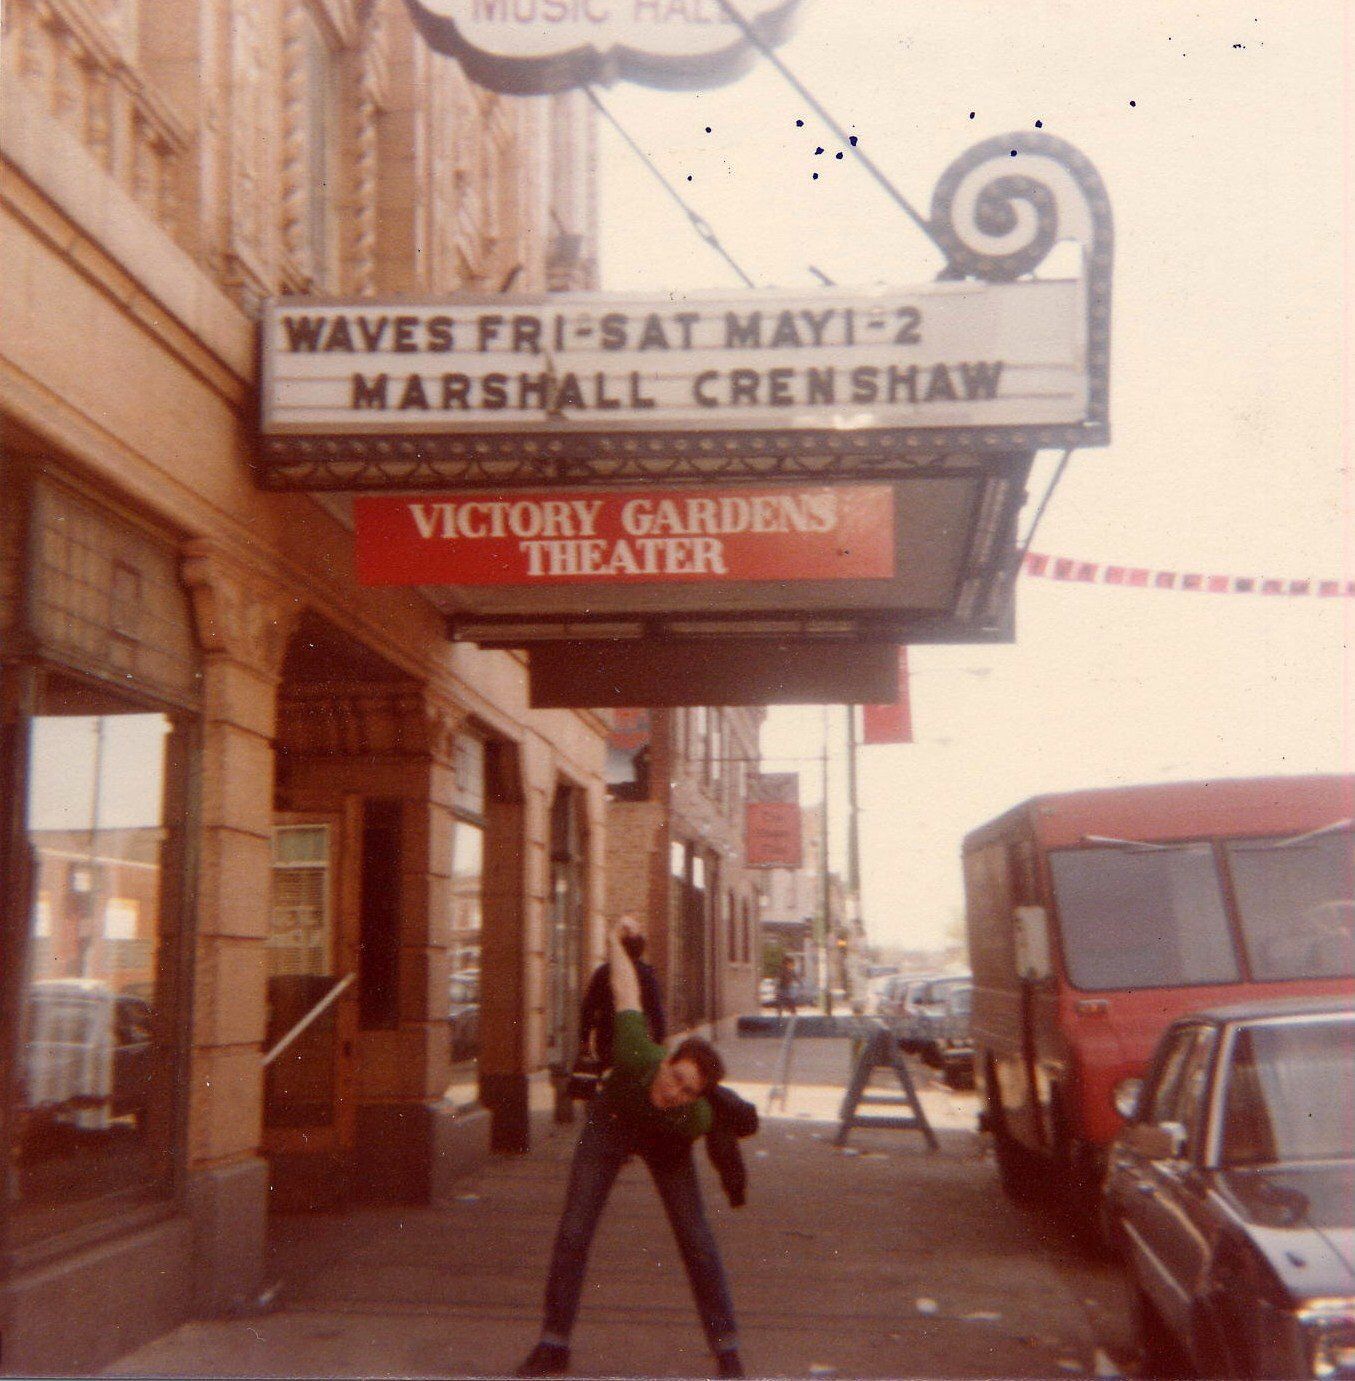 MUSIC HALL
WAVES FRI-SAT MAY1-2
MARSHALL CRENSHAW
VICTORY GARDENS
THEATER